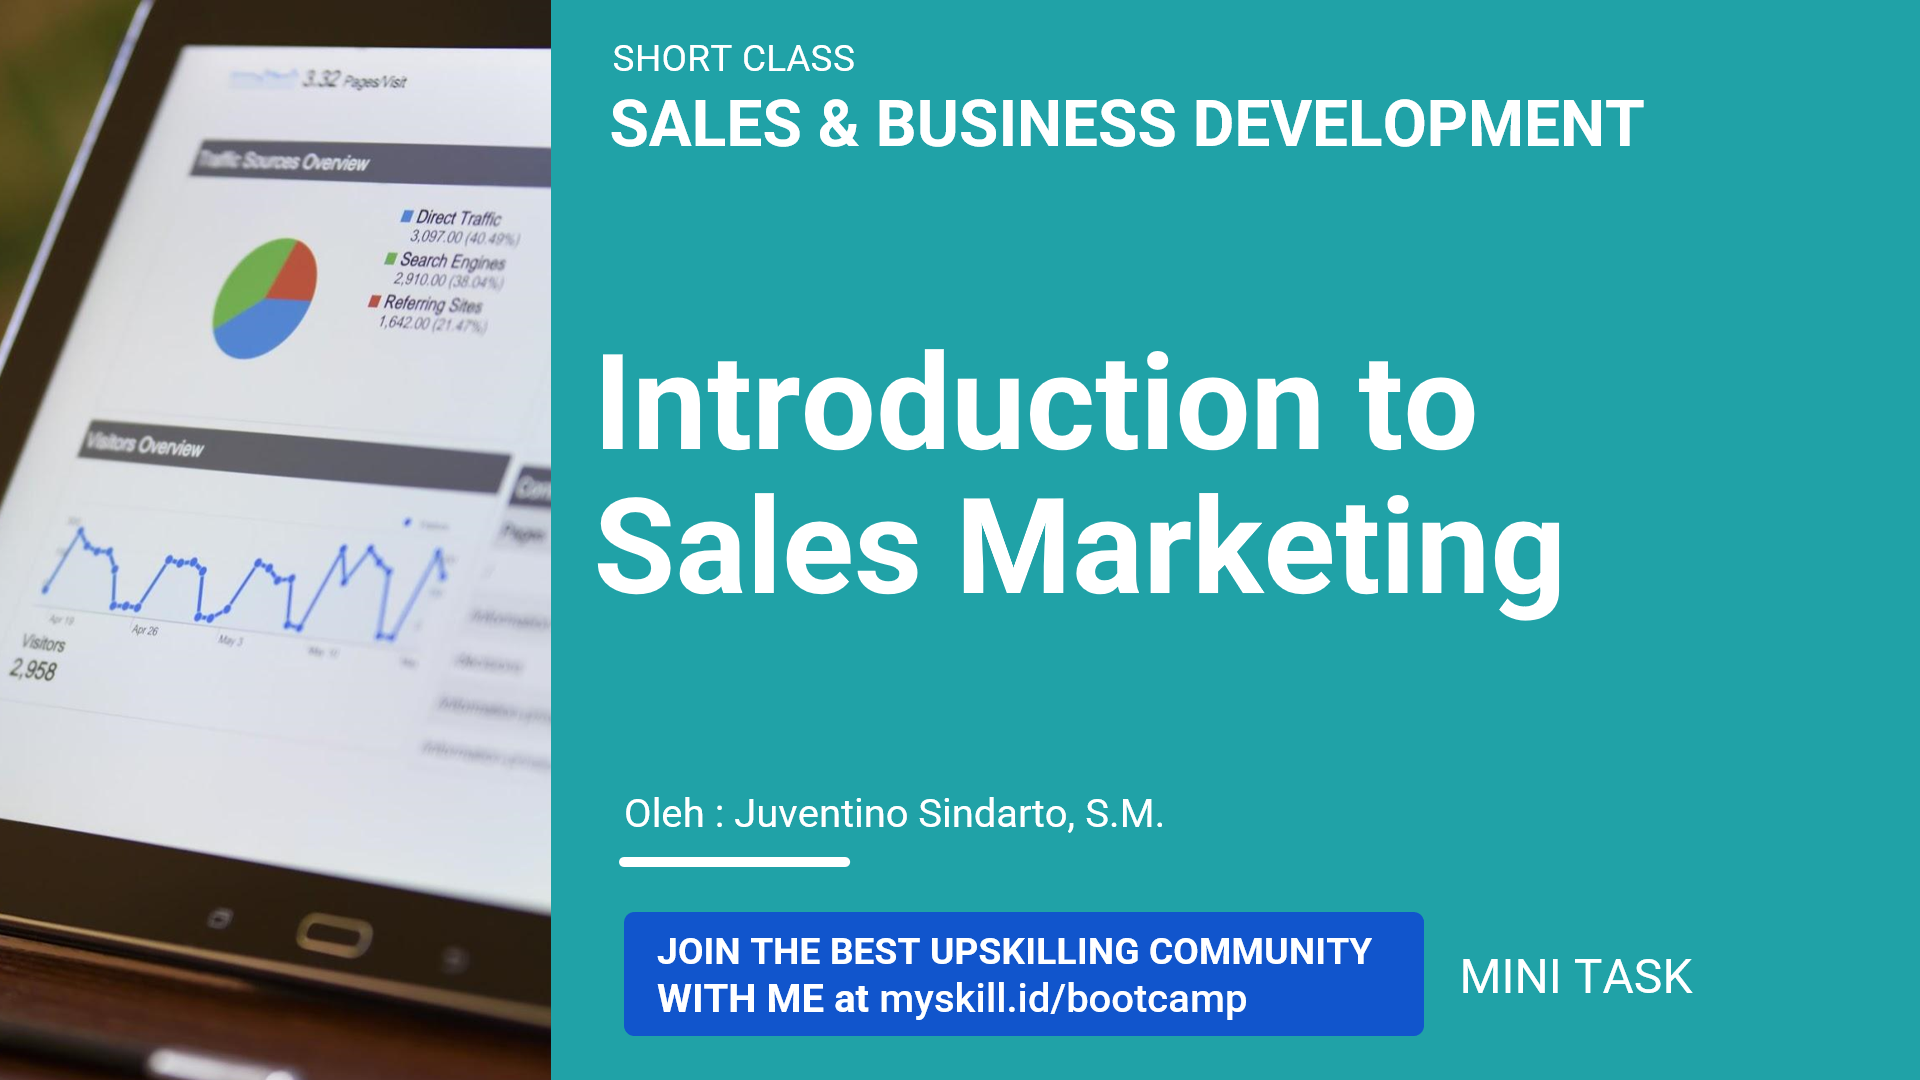 3.32 Pages/Visit
Traffic Sources Overview
Direct Traffic
3,097.00 (40.49%)
Search Engines
2,910.00 (38.04%)
Referring Sites
1,642.00 (21.47%)
Visitors Overview
Apr 19
Apr 26
May 3
Visitors
2,958
Pages
SHORT CLASS
SALES & BUSINESS DEVELOPMENT
Introduction to
Sales Marketing
Oleh : Juventino Sindarto, S.M.
JOIN THE BEST UPSKILLING COMMUNITY
WITH ME at myskill.id/bootcamp
MINI TASK